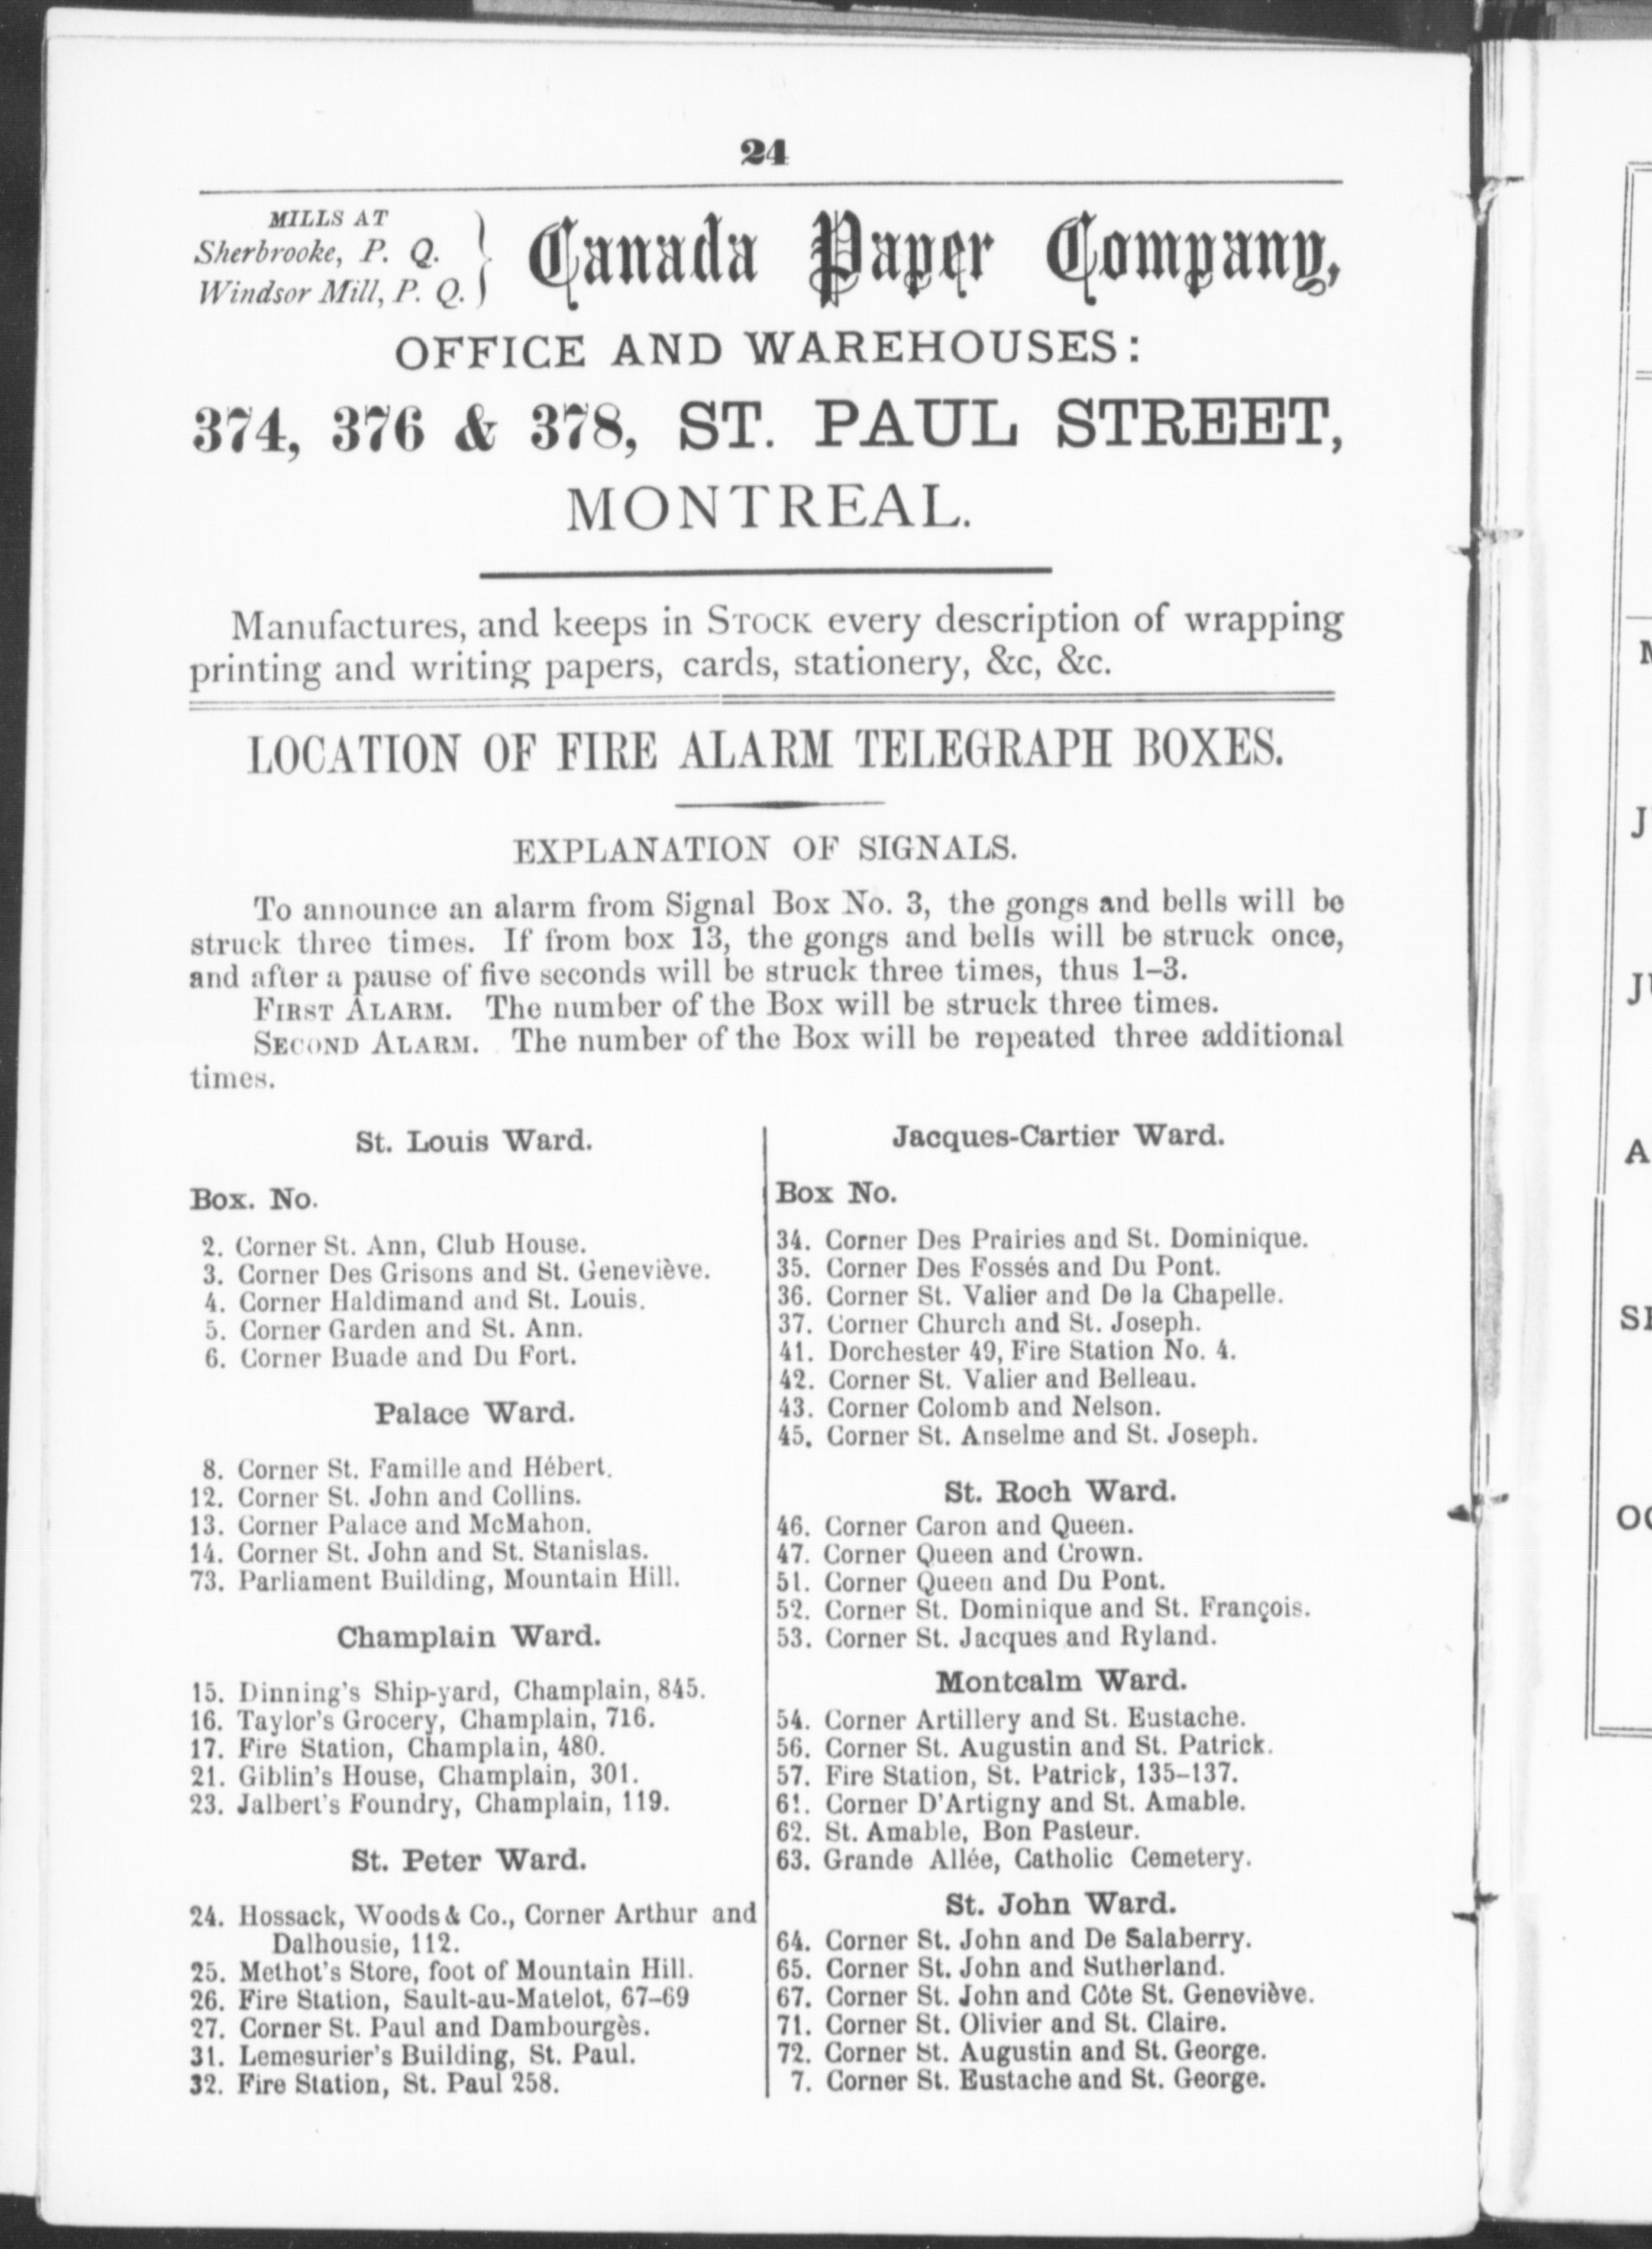 24
MILLS AT
Sherbrooke, P. Q.
Windsor Mill, P. Q.
Canada Paper Company,
OFFICE AND WAREHOUSES:
374, 376 & 378, ST. PAUL STREET,
MONTREAL.
Manufactures, and keeps in STOCK every description of wrapping
printing and writing papers, cards, stationery, &c, &c.
LOCATION OF FIRE ALARM TELEGRAPH BOXES.
EXPLANATION OF SIGNALS.
To announce an alarm from Signal Box No. 3, the gongs and bells will be
struck three times. If from box 13, the gongs and bells will be struck once,
and after a pause of five seconds will be struck three times, thus 1–3.
FIRST ALARM. The number of the Box will be struck three times.
SECOND ALARM. The number of the Box will be repeated three additional
times.
St. Louis Ward.
Box. No.
2. Corner St. Ann, Club House.
3. Corner Des Grisons and St. Geneviève.
4. Corner Haldimand and St. Louis.
5. Corner Garden and St. Ann.
6. Corner Buade and Du Fort.
Palace Ward.
8. Corner St. Famille and Hébert.
12. Corner St. John and Collins.
13. Corner Palace and McMahon.
14. Corner St. John and St. Stanislas.
73. Parliament Building, Mountain Hill.
Champlain Ward.
15. Dinning's Ship-yard, Champlain, 845.
16. Taylor's Grocery, Champlain, 716.
17. Fire Station, Champlain, 480.
21. Giblin's House, Champlain, 301.
23. Jalbert's Foundry, Champlain, 119.
St. Peter Ward.
24. Hossack, Woods & Co., Corner Arthur and
Dalhousie, 112.
25. Methot's Store, foot of Mountain Hill.
26. Fire Station, Sault-au-Matelot, 67–69
27. Corner St. Paul and Dambourgès.
31. Lemesurier's Building, St. Paul.
32. Fire Station, St. Paul 258.
Jacques-Cartier Ward.
Box No.
34. Corner Des Prairies and St. Dominique.
35. Corner Des Fossés and Du Pont.
36. Corner St. Valier and De la Chapelle.
37. Corner Church and St. Joseph.
41. Dorchester 49, Fire Station No. 4.
42. Corner St. Valier and Belleau.
43. Corner Colomb and Nelson.
45. Corner St. Anselme and St. Joseph.
St. Roch Ward.
46. Corner Caron and Queen.
47. Corner Queen and Crown.
51. Corner Queen and Du Pont.
52. Corner St. Dominique and St. François.
53. Corner St. Jacques and Ryland.
Montcalm Ward.
54. Corner Artillery and St. Eustache.
56. Corner St. Augustin and St. Patrick.
57. Fire Station, St. Patrick, 135–137.
61. Corner D'Artigny and St. Amable.
62. St. Amable, Bon Pasteur.
63. Grande Allée, Catholic Cemetery.
St. John Ward.
64. Corner St. John and De Salaberry.
65. Corner St. John and Sutherland.
67. Corner St. John and Côte St. Geneviève.
71. Corner St. Olivier and St. Claire.
72. Corner St. Augustin and St. George.
7. Corner St. Eustache and St. George.